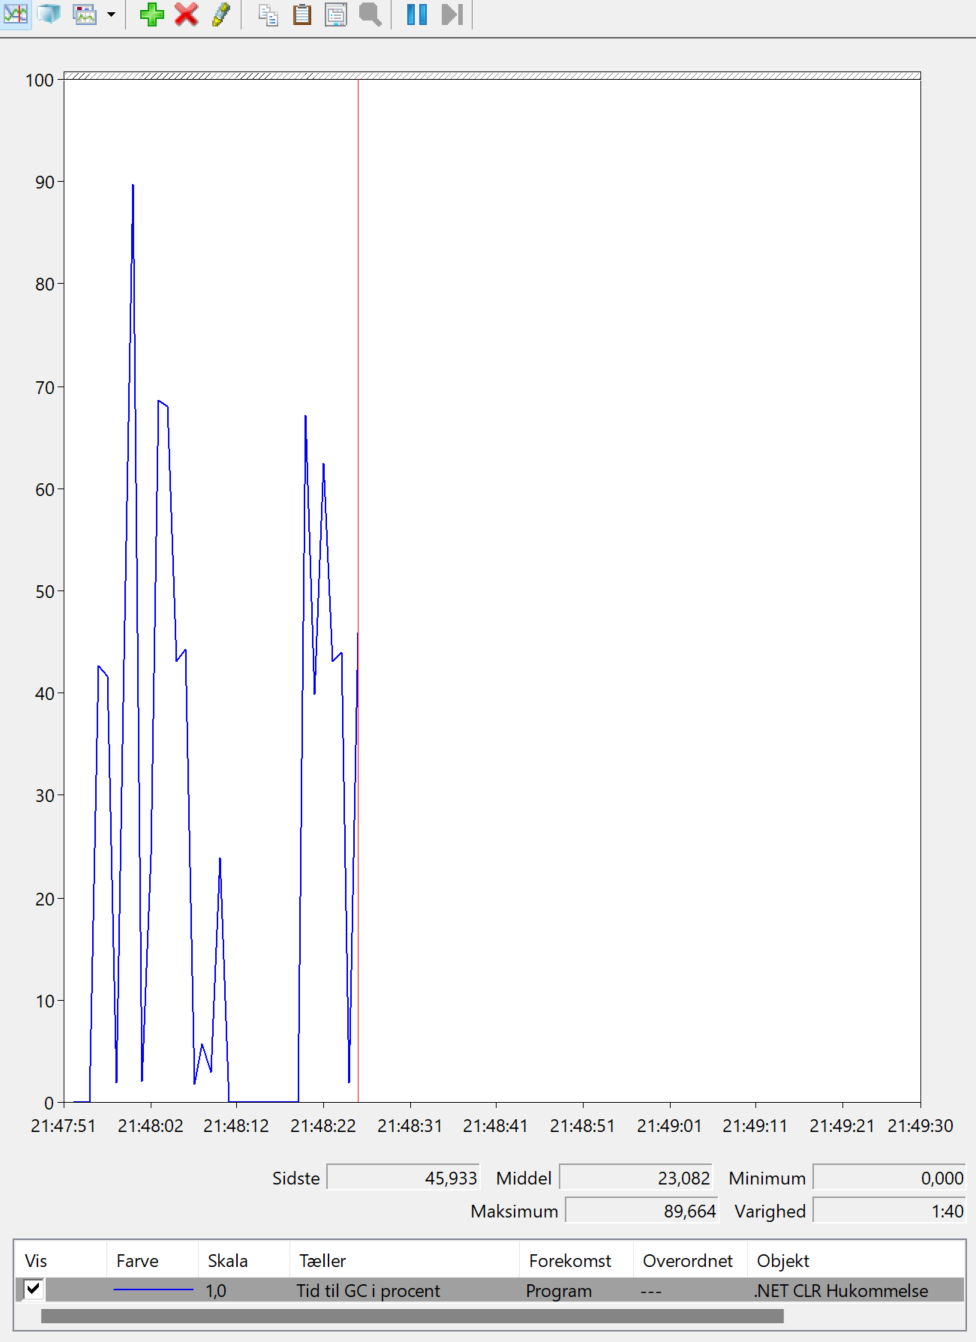 100
90
80
70
60
50
40
30
20
10
0
21:47:51 21:48:02 21:48:12 21:48:22 21:48:31 21:48:41 21:48:51 21:49:01 21:49:11 21:49:21 21:49:30
Sidste 45,933 Middel 23,082 Minimum 0,000
Maksimum 89,664 Varighed 1:40
Vis Farve Skala Tæller Forekomst Overordnet Objekt
1,0 Tid til GC i procent Program --- .NET CLR Hukommelse